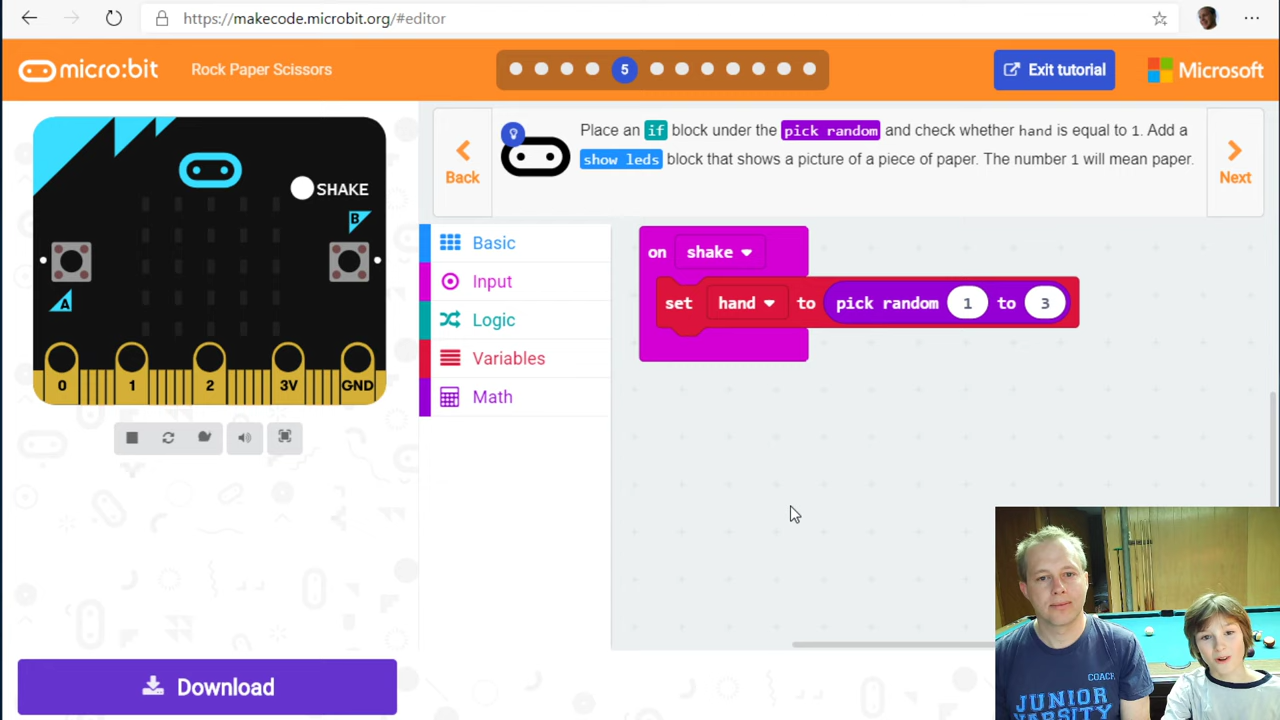 https://makecode.microbit.org/#editor
micro:bit
Rock Paper Scissors
5
Exit tutorial
Microsoft
Back
Place an if block under the pick random and check whether hand is equal to 1. Add a
show leds block that shows a picture of a piece of paper. The number 1 will mean paper.
Next
SHAKE
B
A
0 1 2 3V GND
Basic
Input
Logic
Variables
Math
on shake
set hand to pick random 1 to 3
Download
COACH
JUNIOR
VARSITY